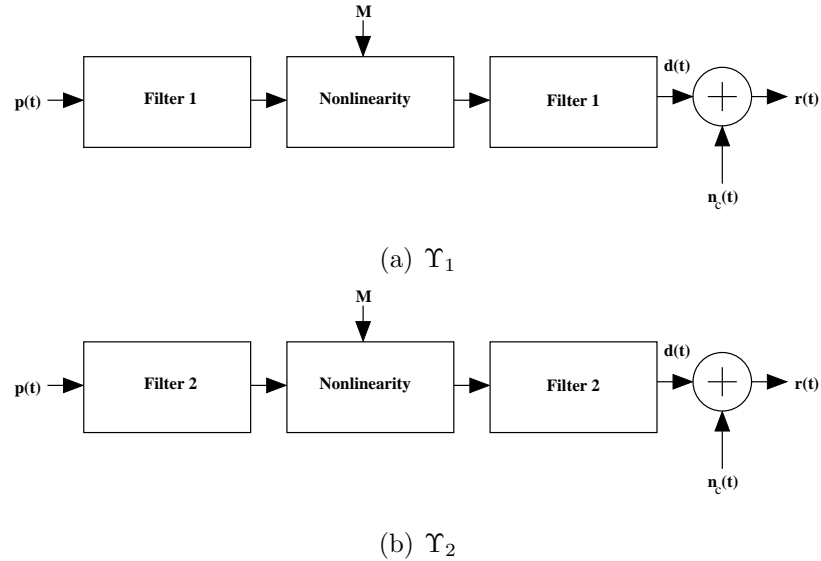 M
p(t) Filter 1 Nonlinearity Filter 1 d(t) + r(t)
n_c(t)
(a) ϒ₁
M
p(t) Filter 2 Nonlinearity Filter 2 d(t) + r(t)
n_c(t)
(b) ϒ₂